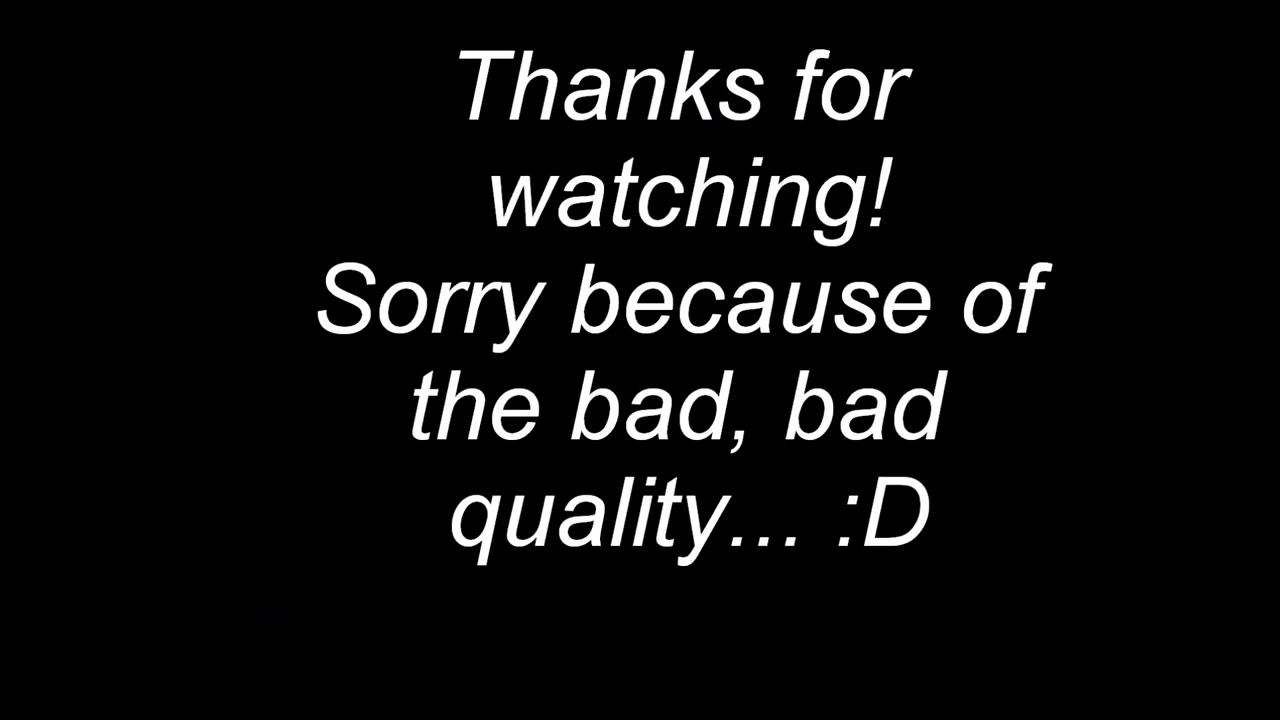 Thanks for
watching!
Sorry because of
the bad, bad
quality... :D